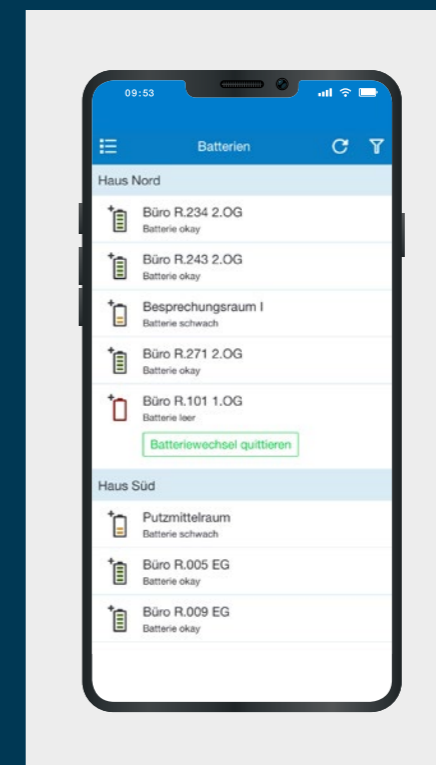 09:53
Batterien
Haus Nord
Büro R.234 2.OG
Batterie okay
Büro R.243 2.OG
Batterie okay
Besprechungsraum I
Batterie schwach
Büro R.271 2.OG
Batterie okay
Büro R.101 1.OG
Batterie leer
Batteriewechsel quittieren
Haus Süd
Putzmittelraum
Batterie schwach
Büro R.005 EG
Batterie okay
Büro R.009 EG
Batterie okay